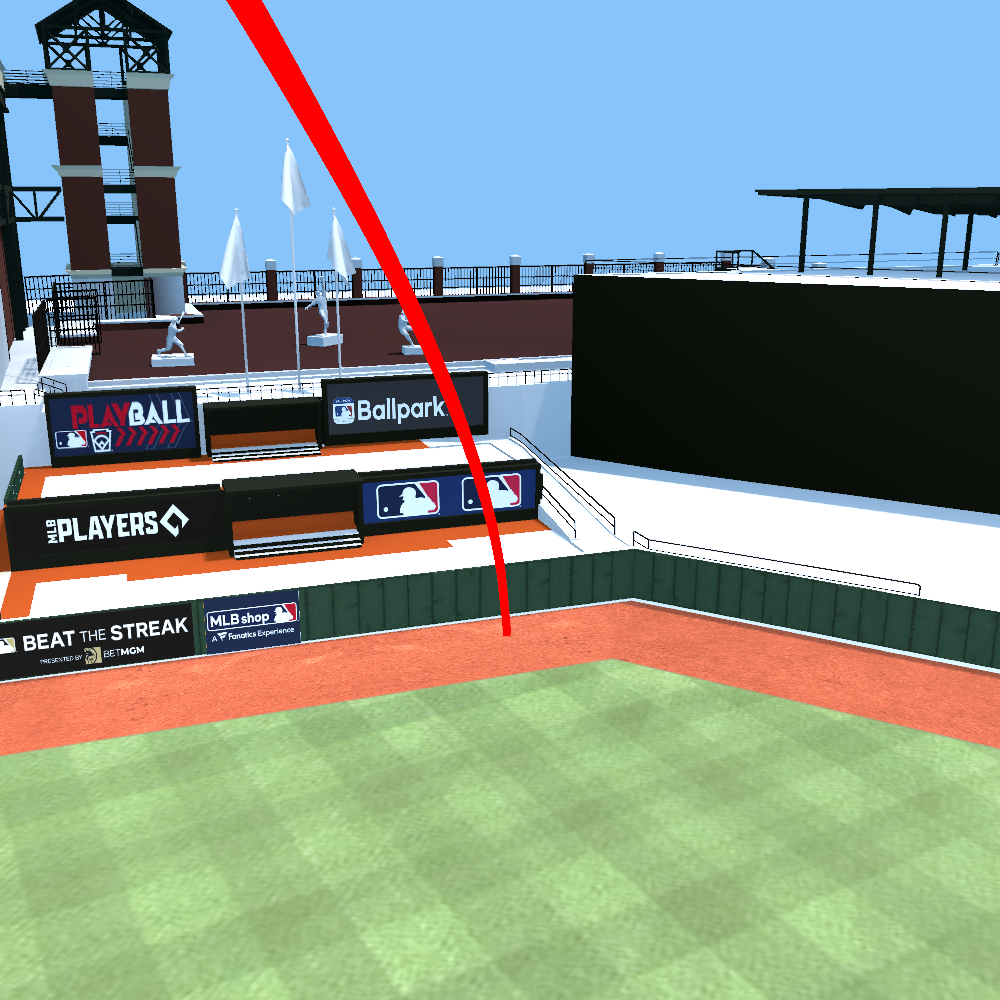 PLAYBALL
Ballpark
MLB PLAYERS
BEAT THE STREAK
PRESENTED BY BETMGM
MLB shop
A Fanatics Experience